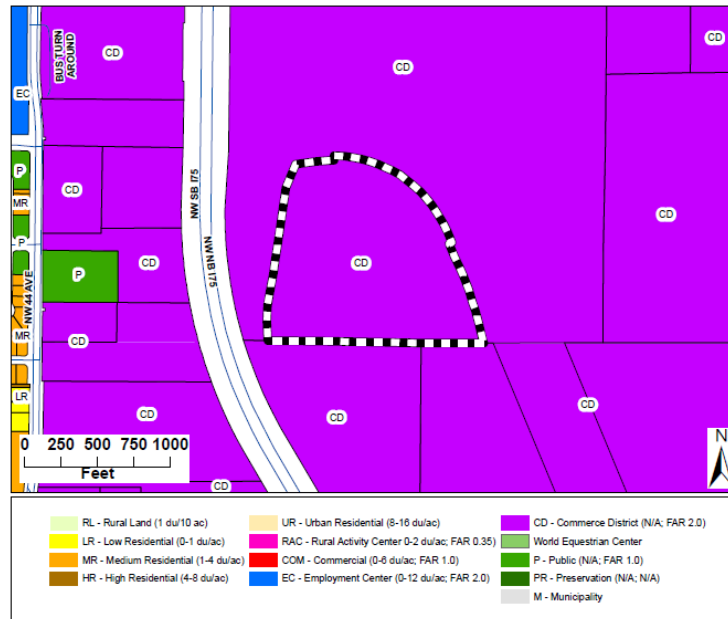 CD
CD
CD
BUS TURN
AROUND
EC
P
CD
MR
CD
NW SB I75
P
NW NB I75
CD
P
CD
NW 44 AVE
MR
CD
LR
CD
CD
CD
CD
0 250 500 750 1000
Feet
N
RL - Rural Land (1 du/10 ac)
LR - Low Residential (0-1 du/ac)
MR - Medium Residential (1-4 du/ac)
HR - High Residential (4-8 du/ac)
UR - Urban Residential (8-16 du/ac)
RAC - Rural Activity Center 0-2 du/ac; FAR 0.35)
COM - Commercial (0-6 du/ac; FAR 1.0)
EC - Employment Center (0-12 du/ac; FAR 2.0)
CD - Commerce District (N/A; FAR 2.0)
World Equestrian Center
P - Public (N/A; FAR 1.0)
PR - Preservation (N/A; N/A)
M - Municipality